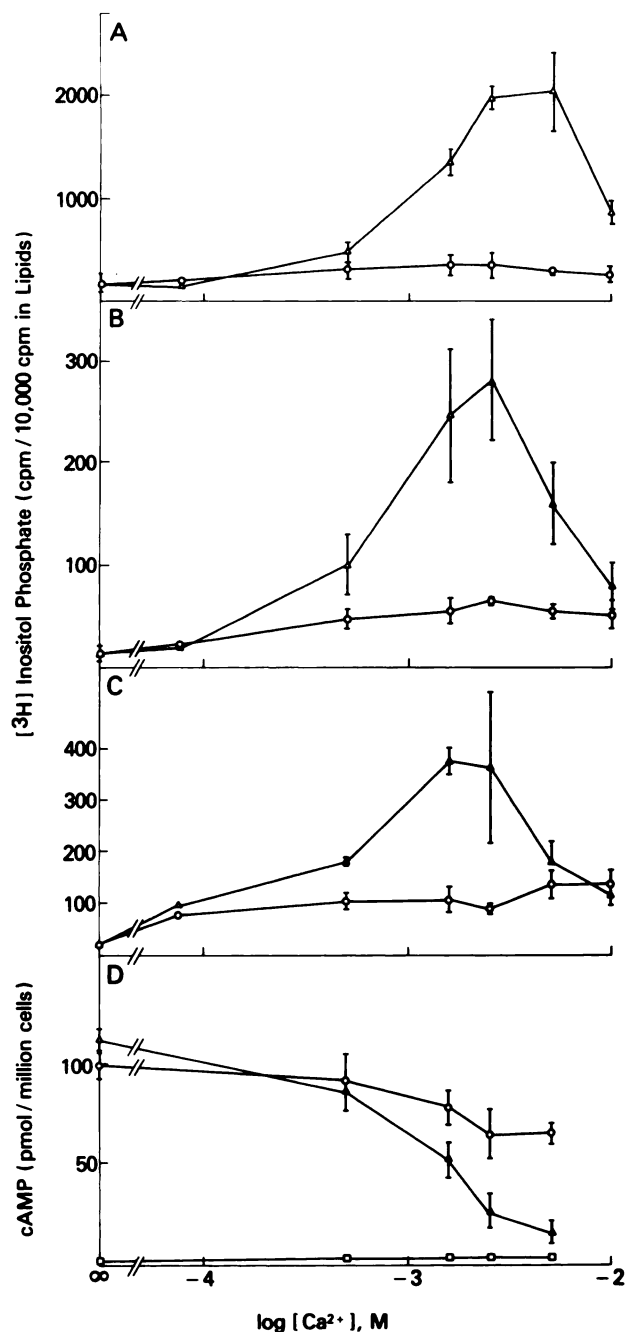 A
2000
1000
B
300
200
100
C
400
300
200
100
D
100
50
∞ −4 −3 −2
log [Ca²⁺], M
[³H] Inositol Phosphate (cpm / 10,000 cpm in Lipids)
cAMP (pmol / million cells)